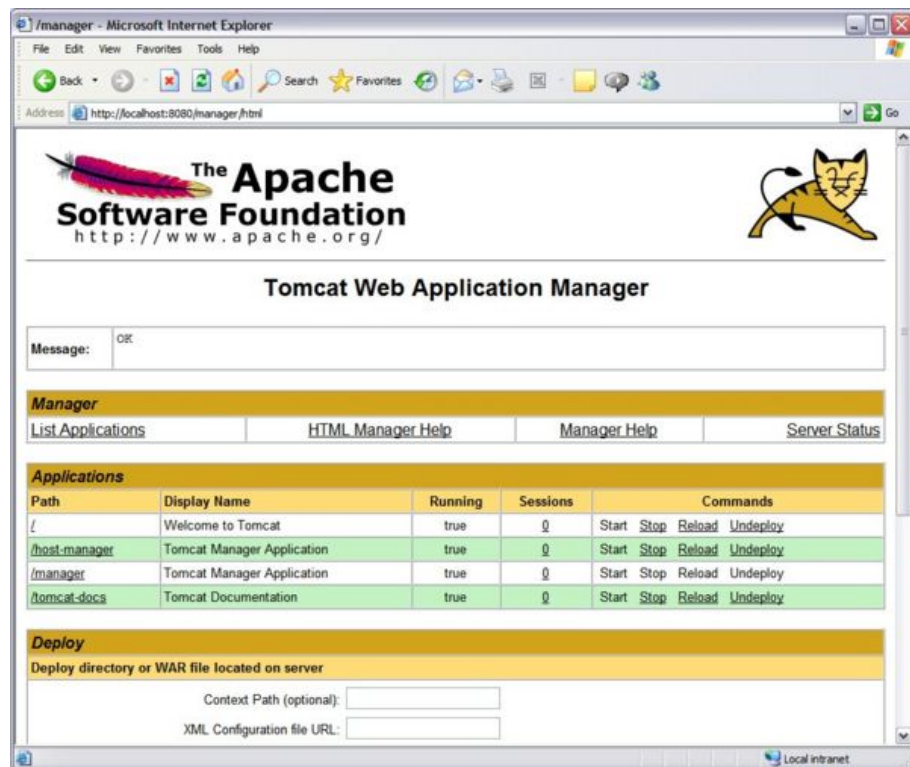 /manager - Microsoft Internet Explorer
File Edit View Favorites Tools Help
Back Search Favorites
Address http://localhost:8080/manager/html Go
The Apache
Software Foundation
http://www.apache.org/
Tomcat Web Application Manager
Message: OK
Manager
List Applications HTML Manager Help Manager Help Server Status
Applications
Path Display Name Running Sessions Commands
/ Welcome to Tomcat true 0 Start Stop Reload Undeploy
/host-manager Tomcat Manager Application true 0 Start Stop Reload Undeploy
/manager Tomcat Manager Application true 0 Start Stop Reload Undeploy
/tomcat-docs Tomcat Documentation true 0 Start Stop Reload Undeploy
Deploy
Deploy directory or WAR file located on server
Context Path (optional):
XML Configuration file URL:
Local intranet